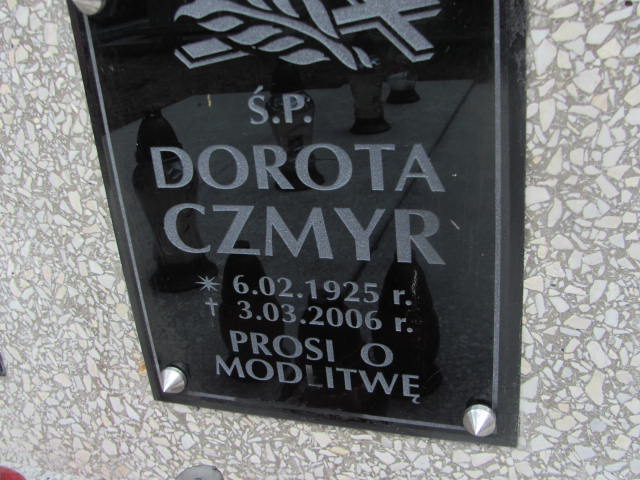 Ś.P.
DOROTA
CZMYR
* 6.02.1925 r.
† 3.03.2006 r.
PROSI O
MODLITWĘ